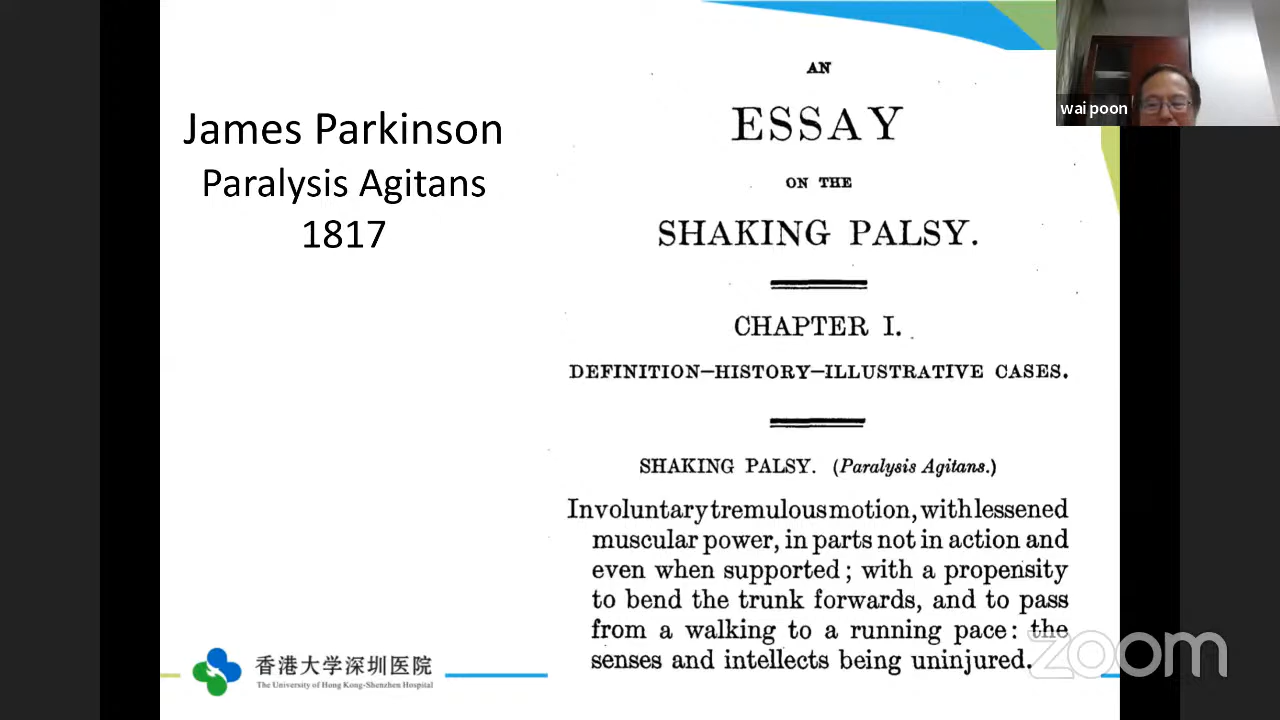 James Parkinson
Paralysis Agitans
1817
AN
ESSAY
ON THE
SHAKING PALSY.
CHAPTER I.
DEFINITION—HISTORY—ILLUSTRATIVE CASES.
SHAKING PALSY. (Paralysis Agitans.)
Involuntary tremulous motion, with lessened
muscular power, in parts not in action and
even when supported; with a propensity
to bend the trunk forwards, and to pass
from a walking to a running pace: the
senses and intellects being uninjured.
wai poon
香港大学深圳医院
The University of Hong Kong-Shenzhen Hospital
zoom